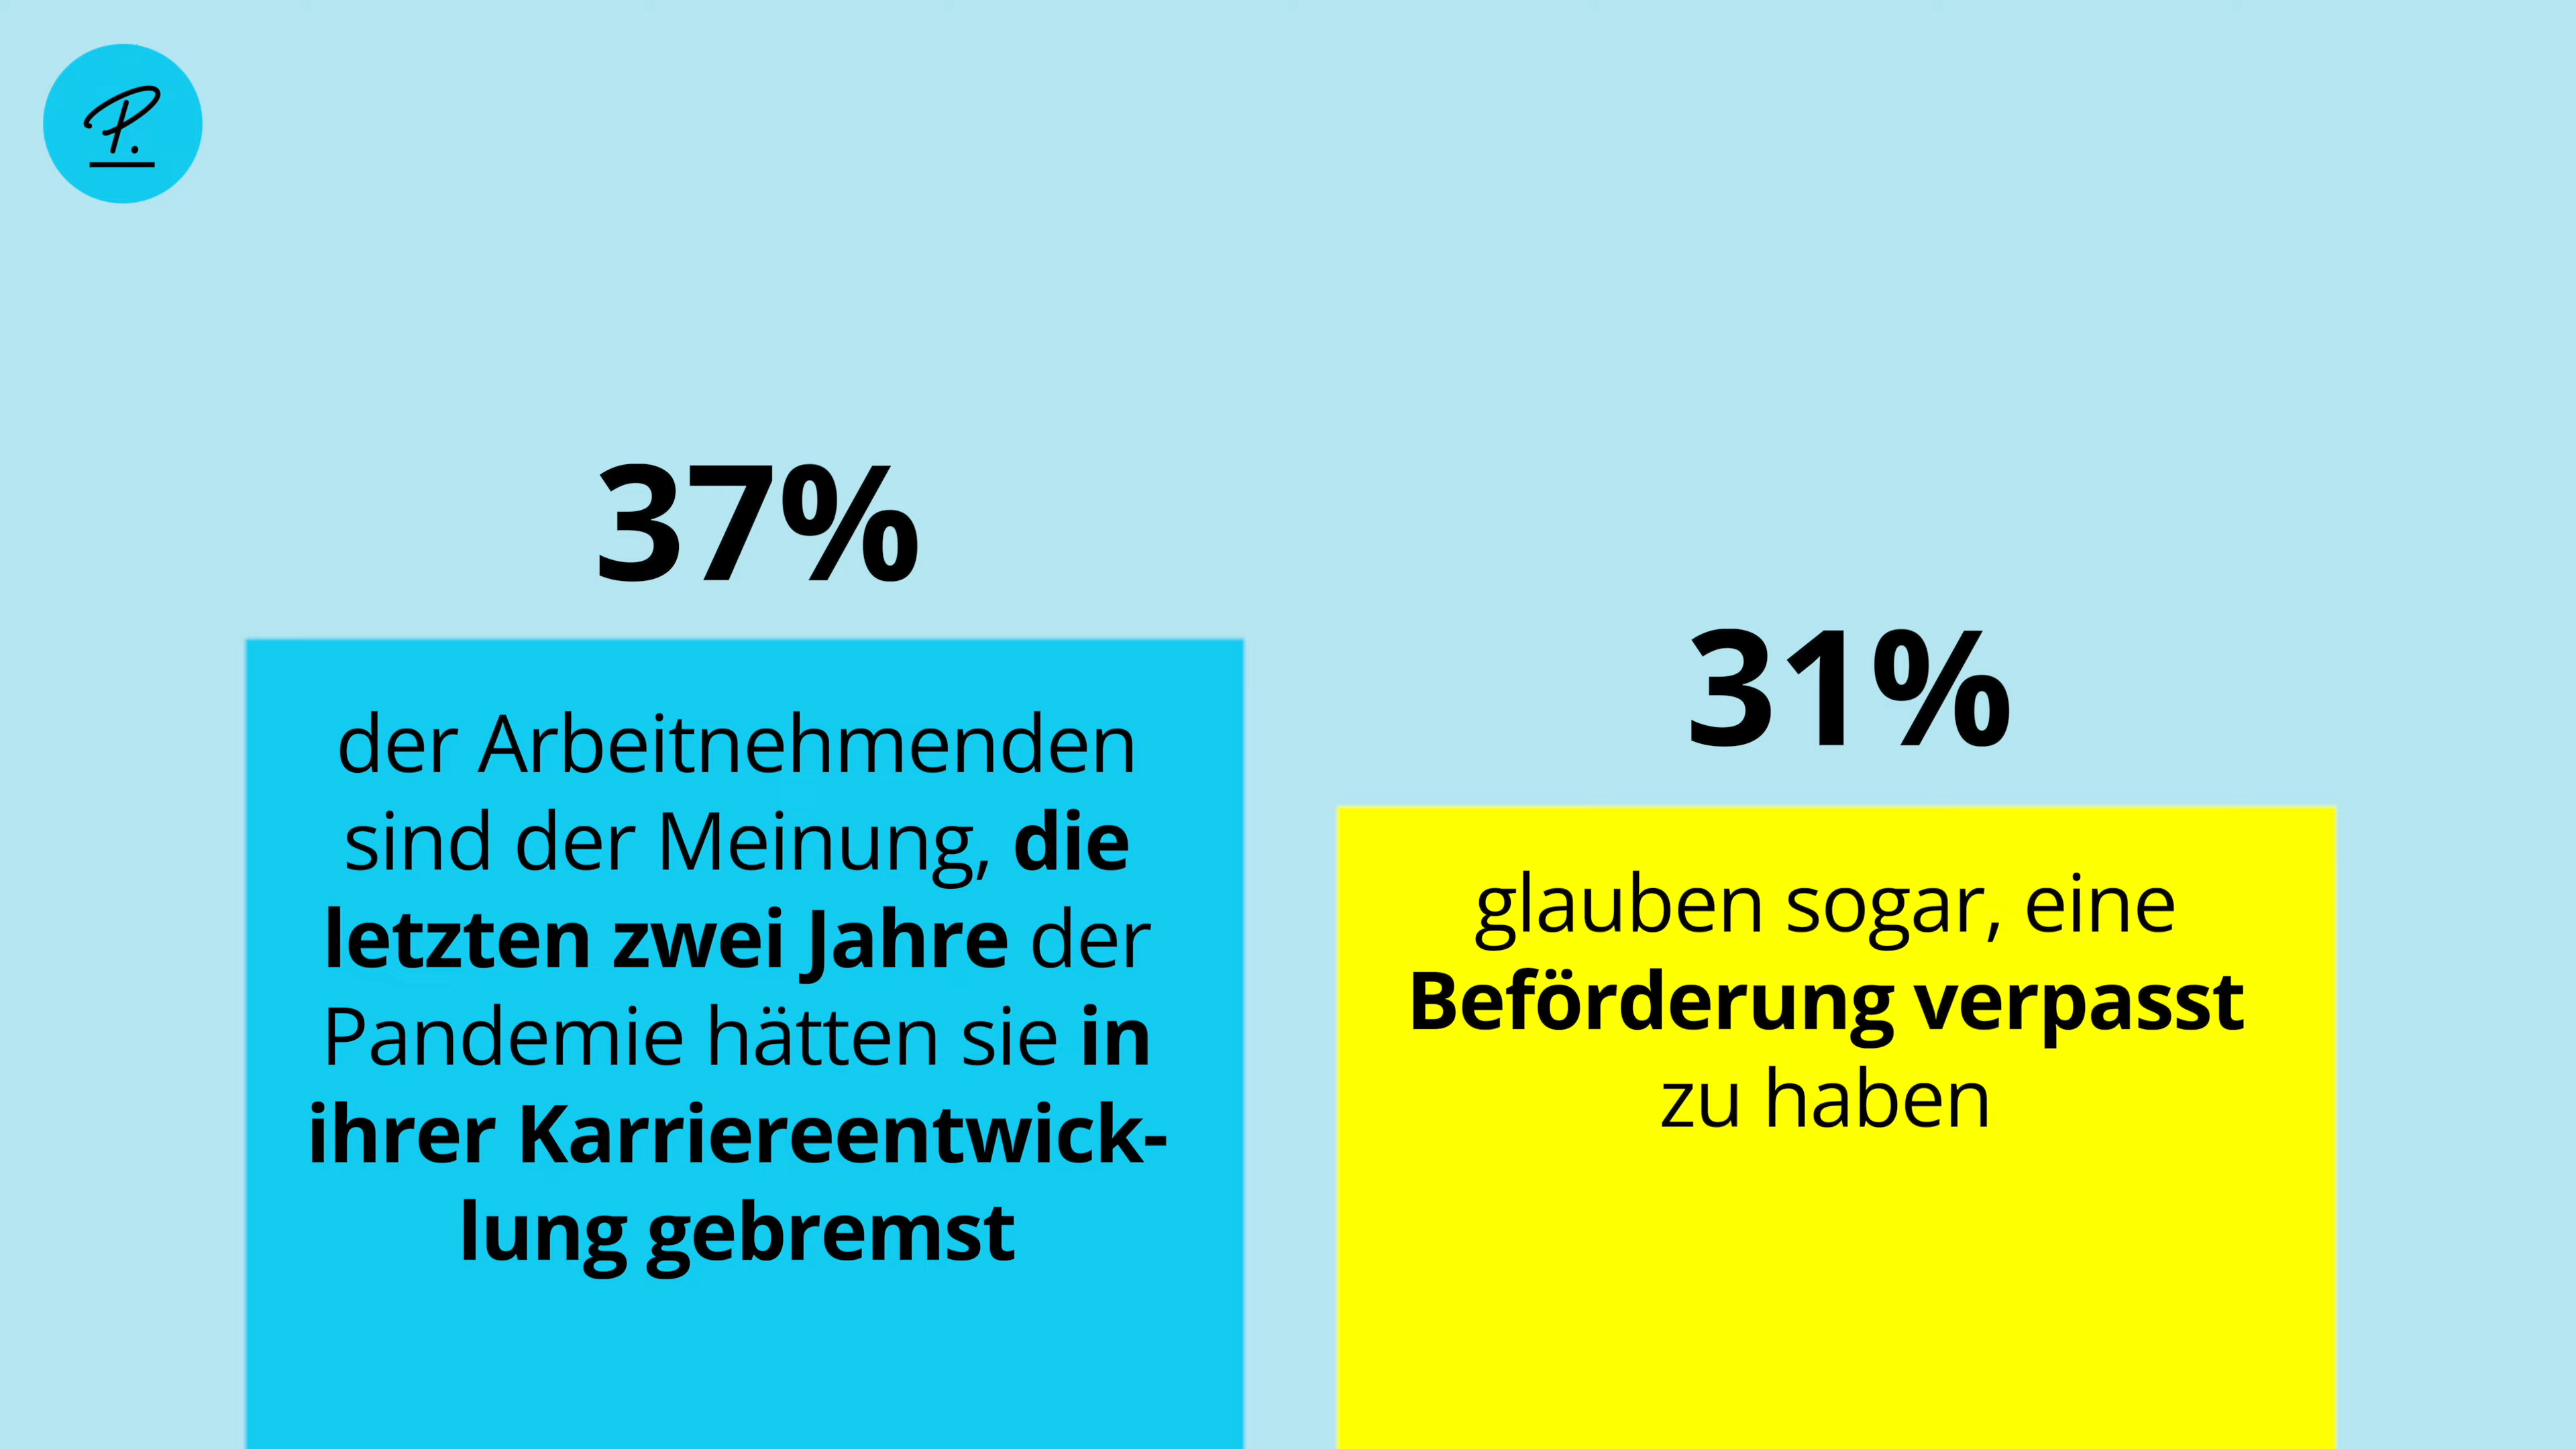 P.
37%
der Arbeitnehmenden
sind der Meinung, die
letzten zwei Jahre der
Pandemie hätten sie in
ihrer Karriereentwick-
lung gebremst
31%
glauben sogar, eine
Beförderung verpasst
zu haben